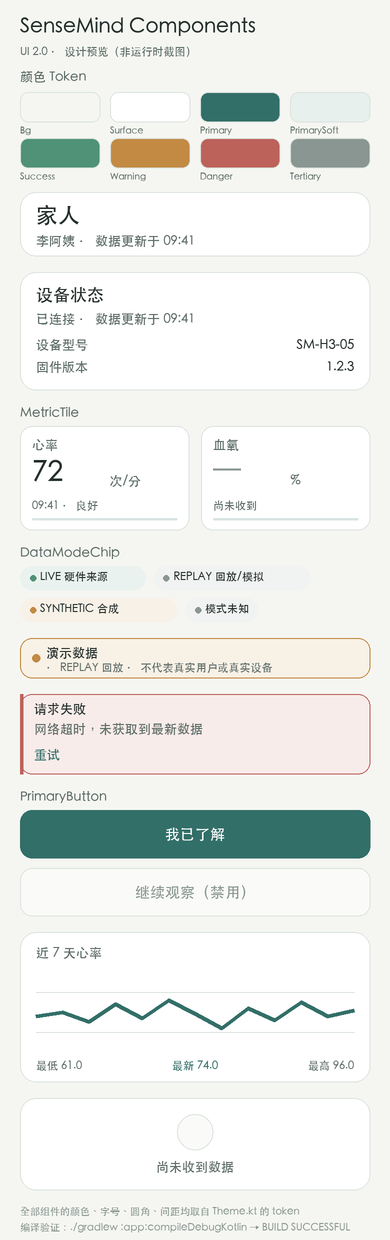 SenseMind Components
UI 2.0 · 设计预览（非运行时截图）
颜色 Token
Bg Surface Primary PrimarySoft
Success Warning Danger Tertiary
家人
李阿姨 · 数据更新于 09:41
设备状态
已连接 · 数据更新于 09:41
设备型号 SM-H3-05
固件版本 1.2.3
MetricTile
心率 血氧
72 次/分 — %
09:41 · 良好 尚未收到
DataModeChip
LIVE 硬件来源 REPLAY 回放/模拟
SYNTHETIC 合成 模式未知
演示数据
· REPLAY 回放 · 不代表真实用户或真实设备
请求失败
网络超时，未获取到最新数据
重试
PrimaryButton
我已了解
继续观察（禁用）
近 7 天心率
最低 61.0 最新 74.0 最高 96.0
尚未收到数据
全部组件的颜色、字号、圆角、间距均取自 Theme.kt 的 token
编译验证：./gradlew :app:compileDebugKotlin → BUILD SUCCESSFUL